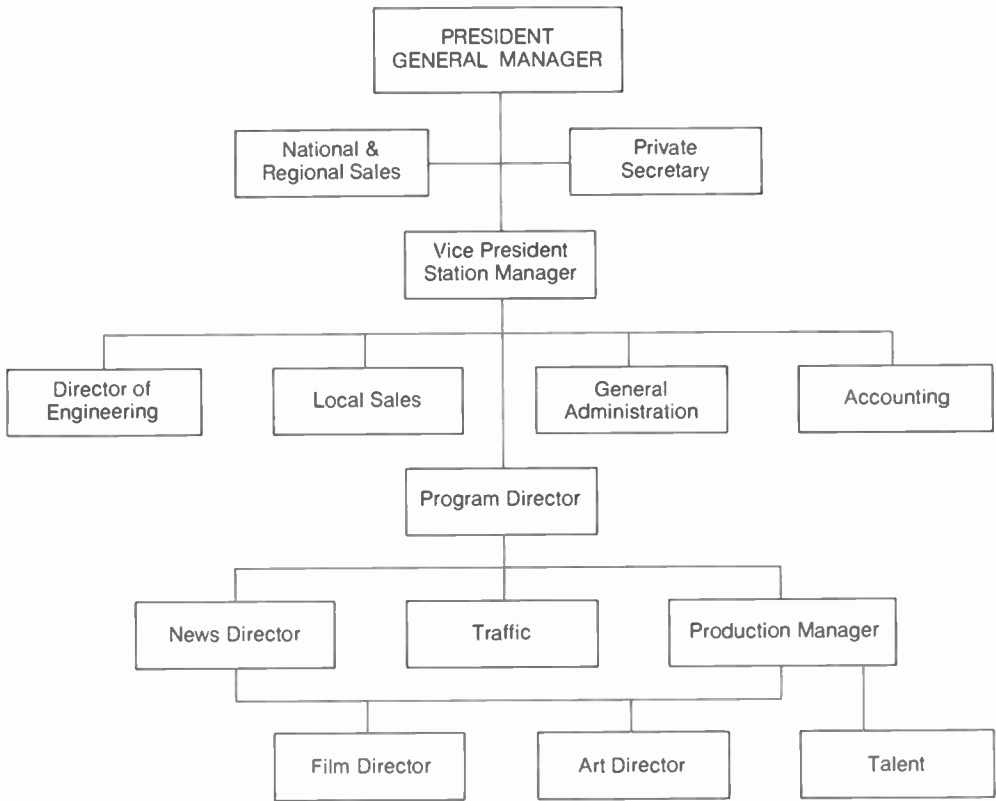 PRESIDENT
GENERAL MANAGER
National &
Regional Sales
Private
Secretary
Vice President
Station Manager
Director of
Engineering
Local Sales
General
Administration
Accounting
Program Director
News Director
Traffic
Production Manager
Film Director
Art Director
Talent